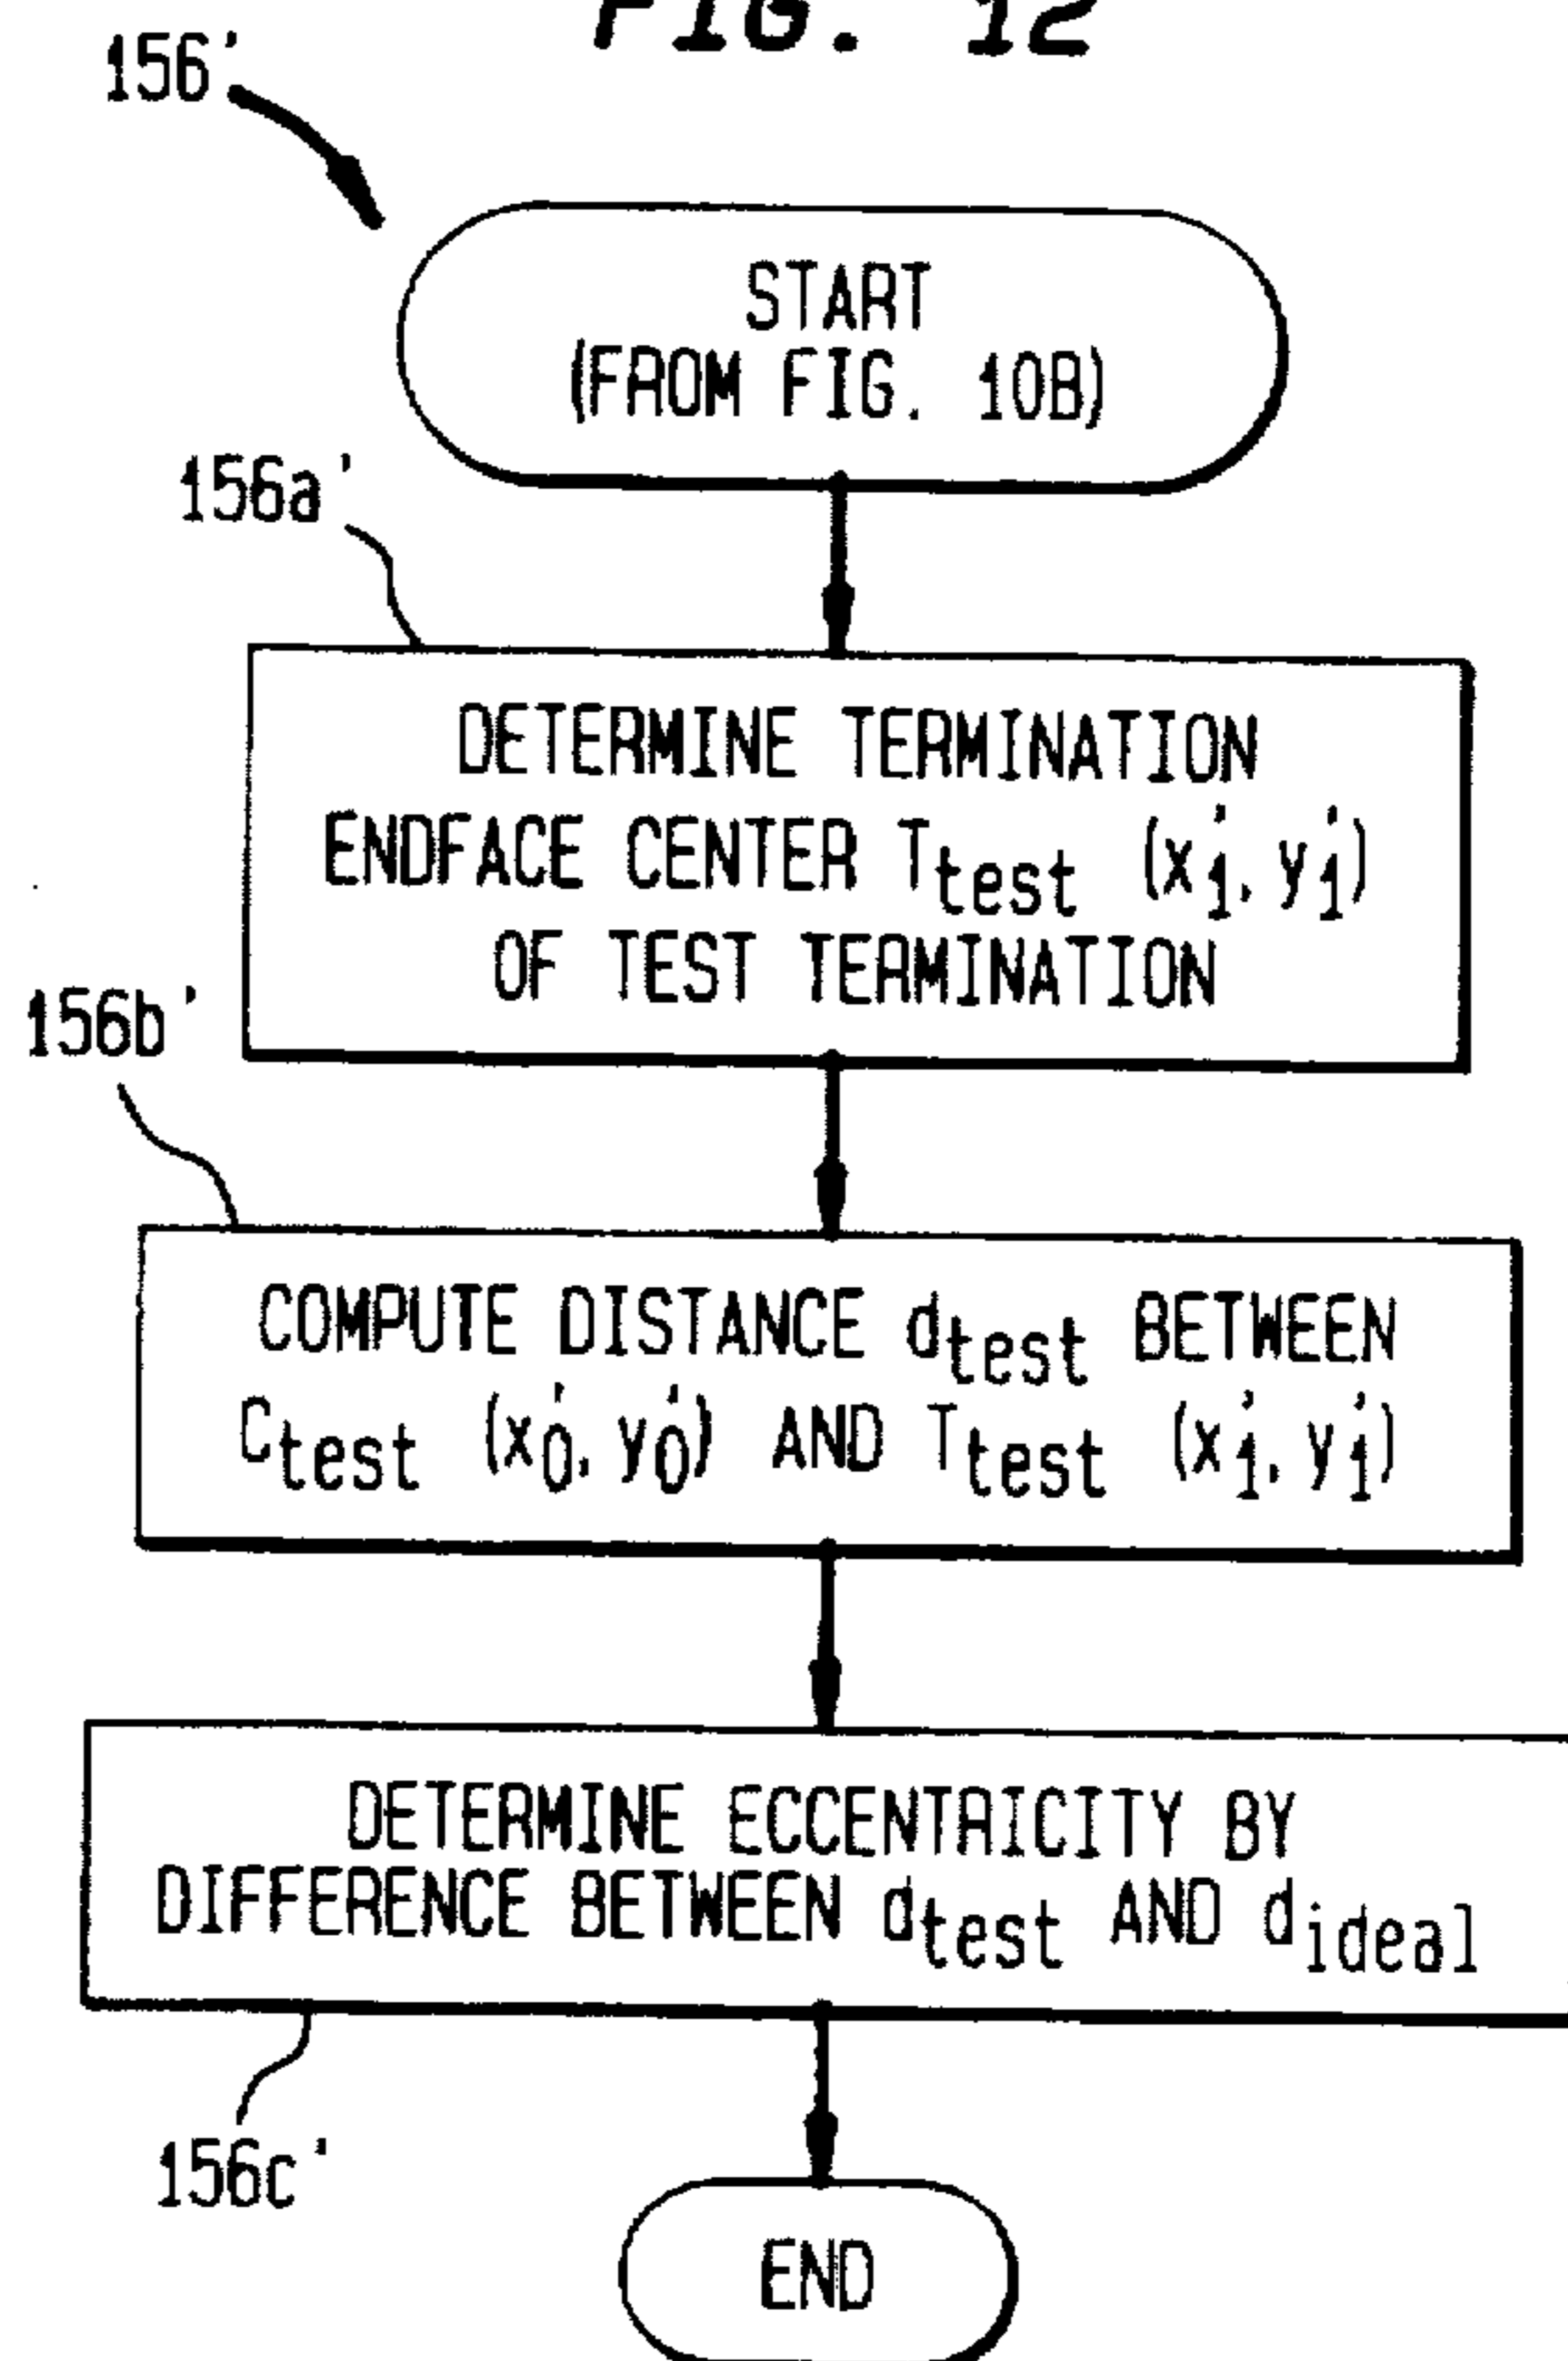 FIG. 12
156'
START
(FROM FIG. 10B)
156a'
DETERMINE TERMINATION
ENDFACE CENTER Ttest (x1', y1')
OF TEST TERMINATION
156b'
COMPUTE DISTANCE dtest BETWEEN
Ctest (x0', y0') AND Ttest (x1', y1')
DETERMINE ECCENTRICITY BY
DIFFERENCE BETWEEN dtest AND dideal
156c'
END